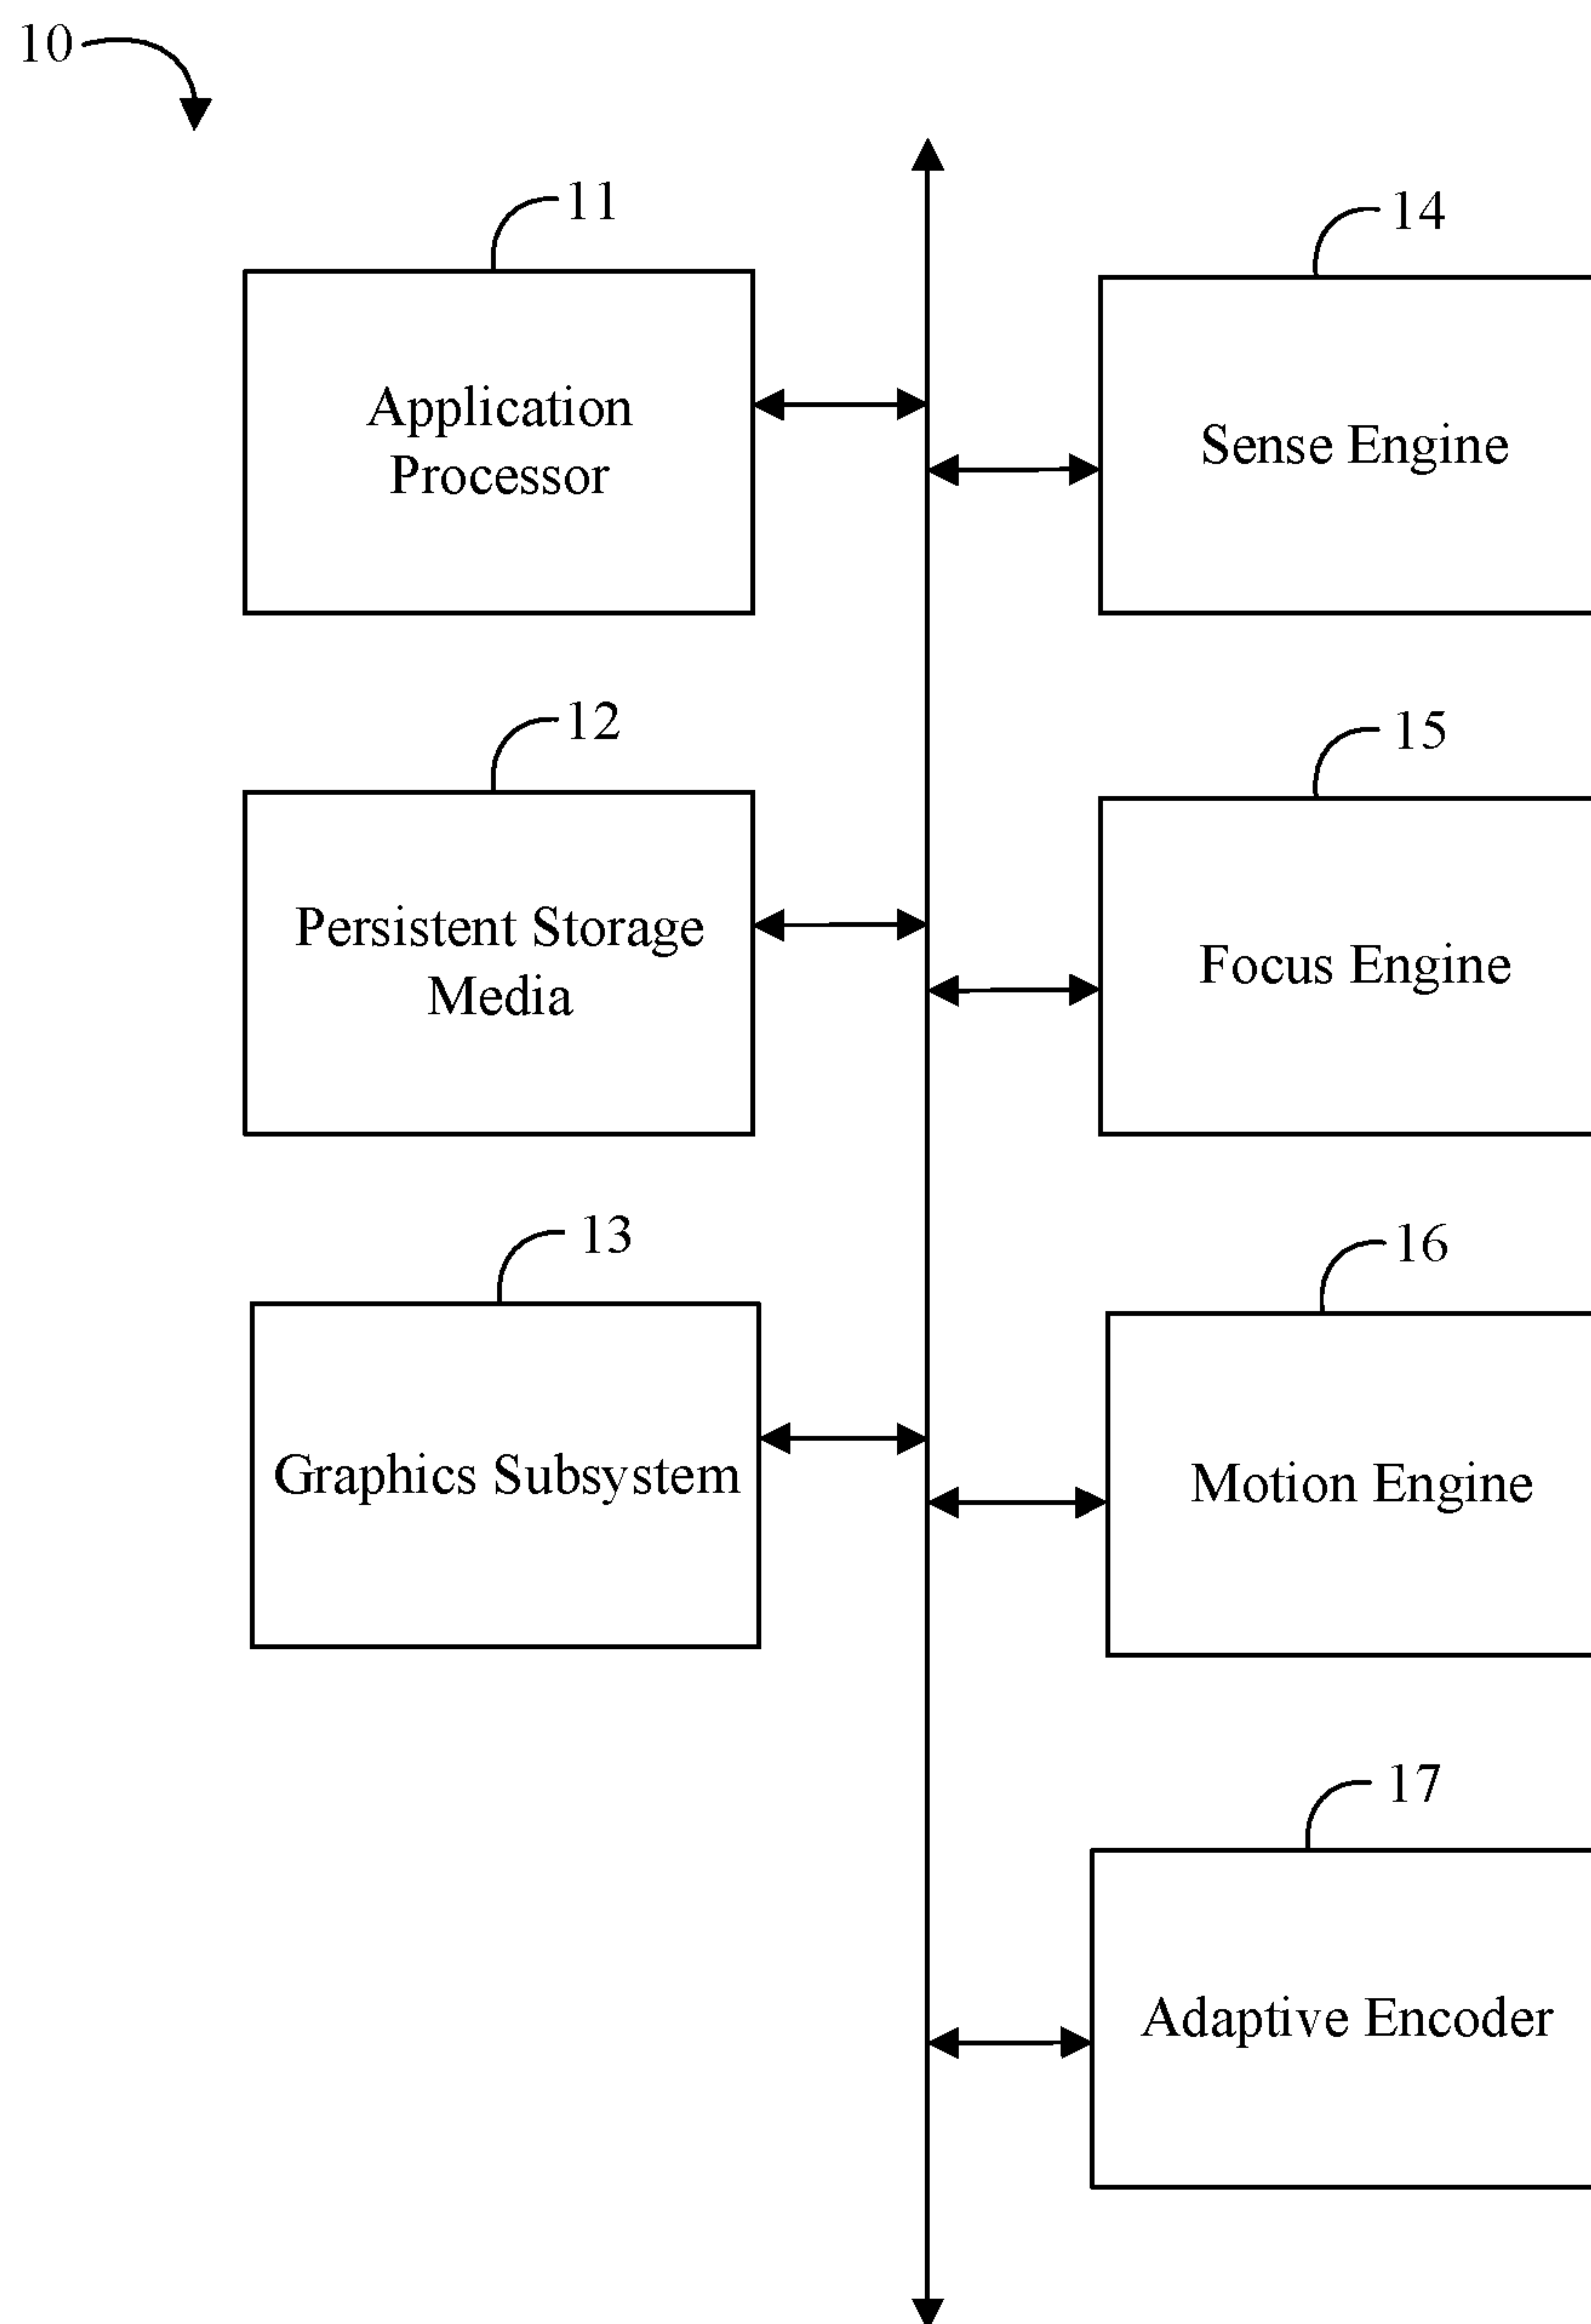 10
11
Application
Processor
12
Persistent Storage
Media
13
Graphics Subsystem
14
Sense Engine
15
Focus Engine
16
Motion Engine
17
Adaptive Encoder